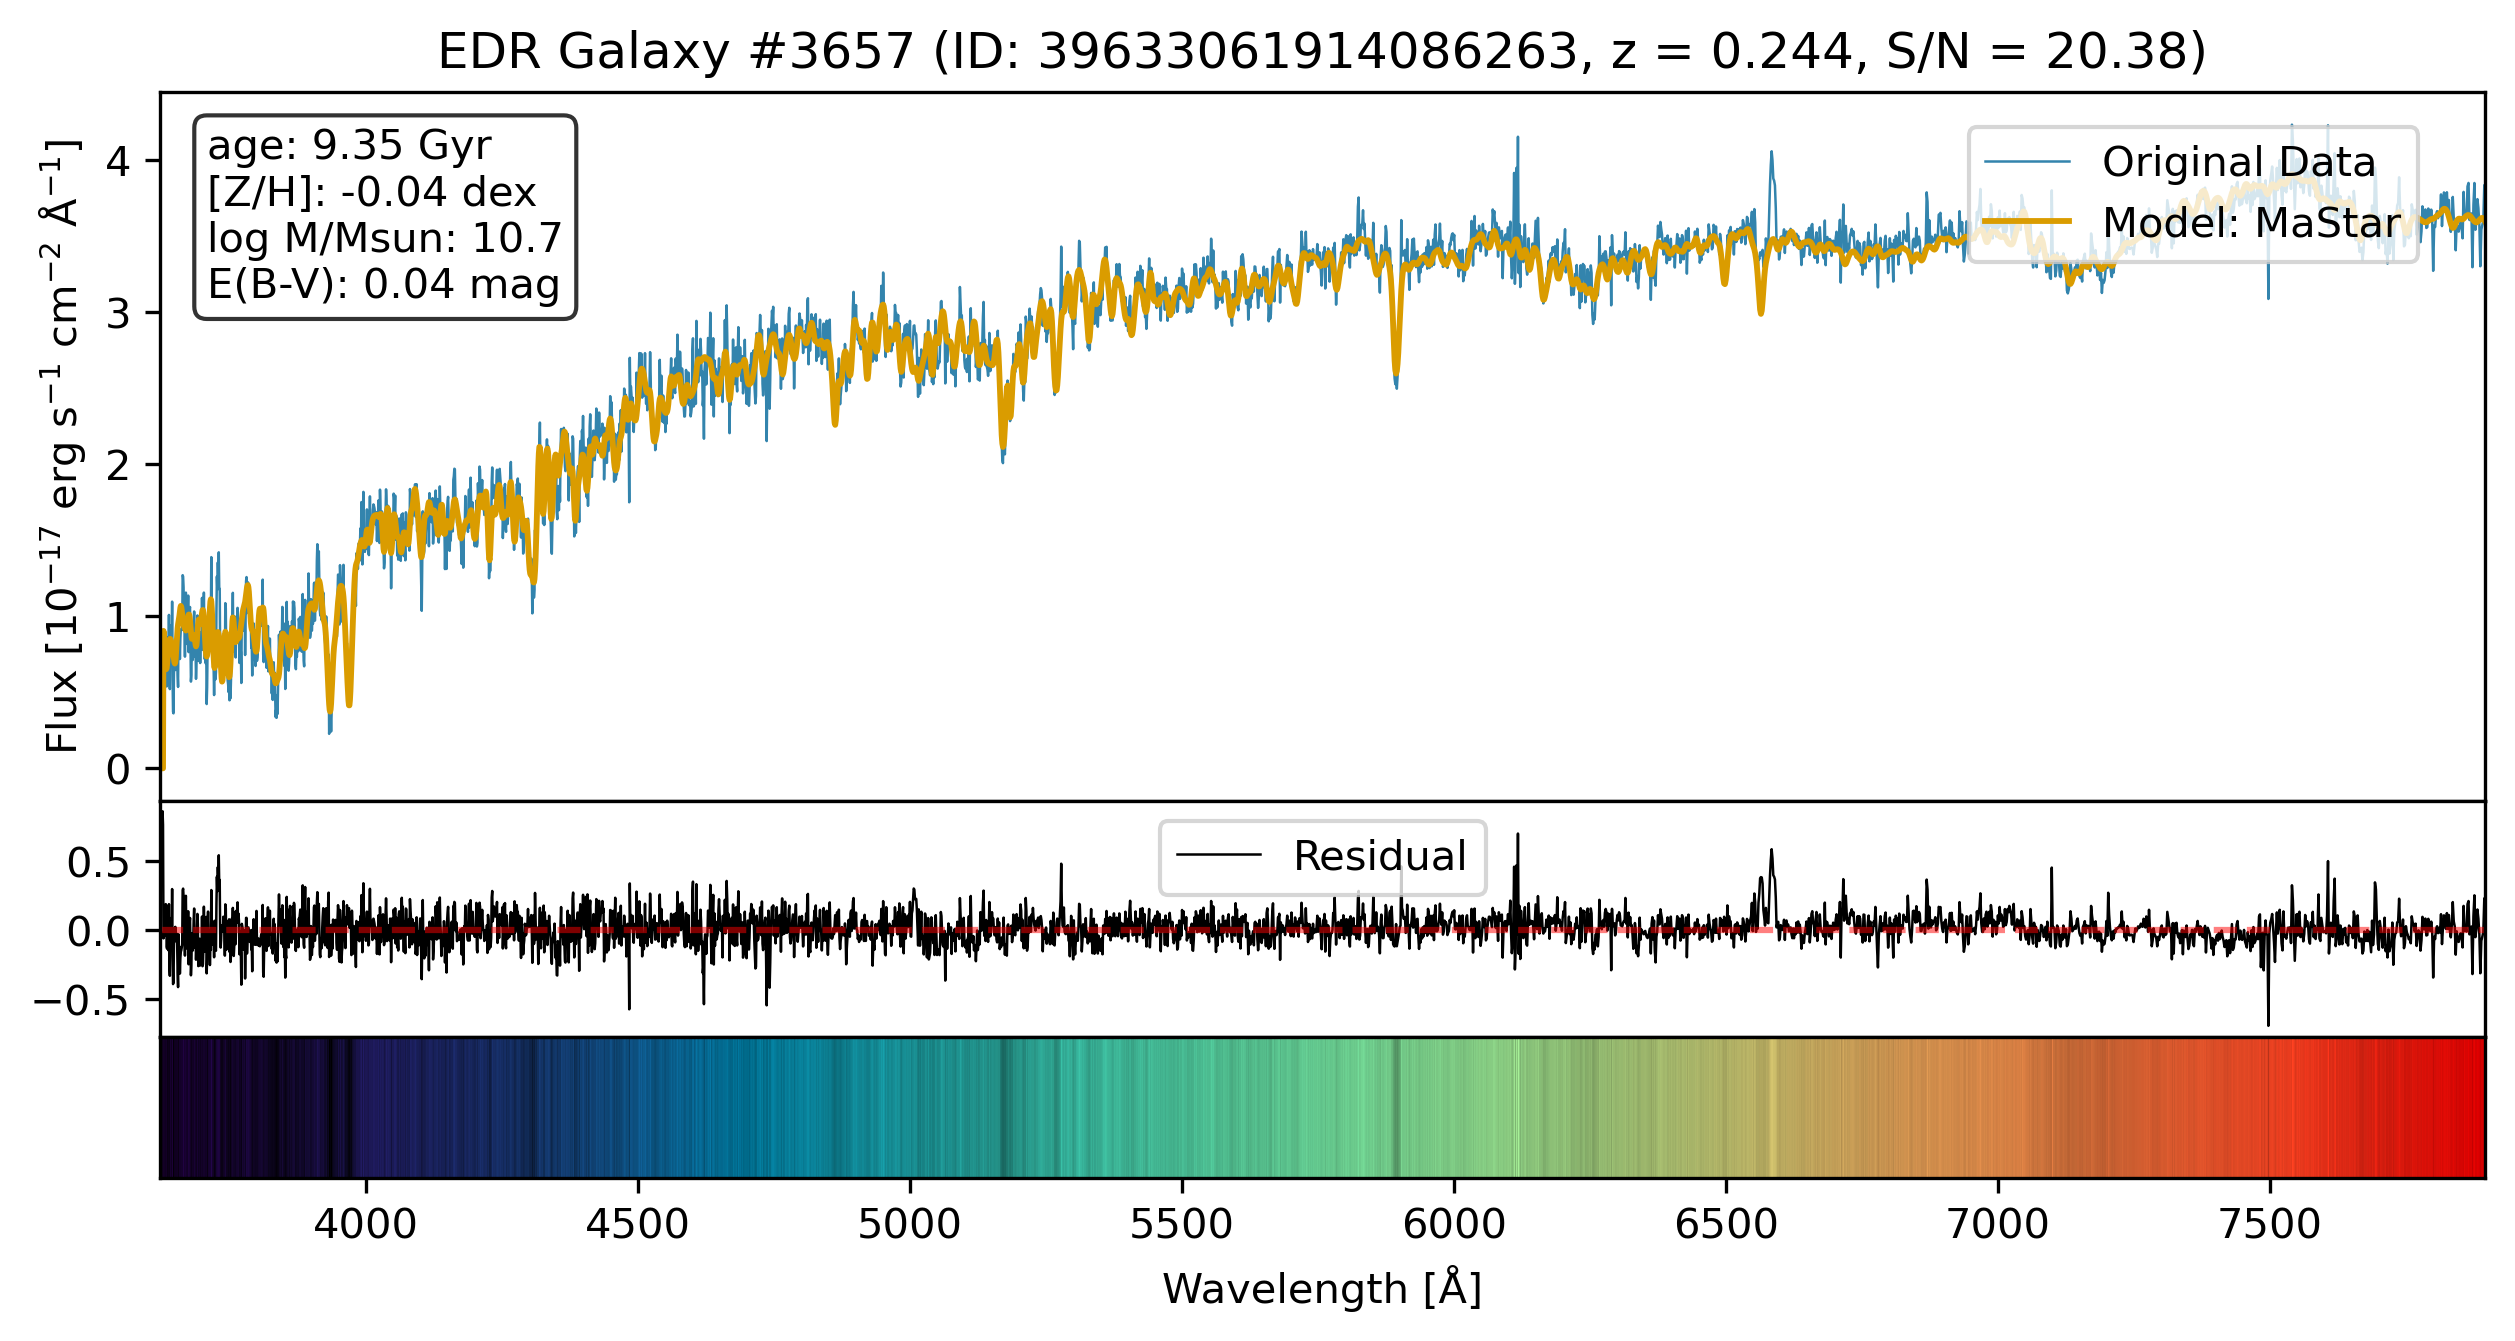 EDR Galaxy #3657 (ID: 39633061914086263, z = 0.244, S/N = 20.38)
age: 9.35 Gyr
[Z/H]: -0.04 dex
log M/Msun: 10.7
E(B-V): 0.04 mag
Original Data
Model: MaStar
Flux [10⁻¹⁷ erg s⁻¹ cm⁻² Å⁻¹]
4
3
2
1
0
Residual
0.5
0.0
−0.5
4000 4500 5000 5500 6000 6500 7000 7500
Wavelength [Å]